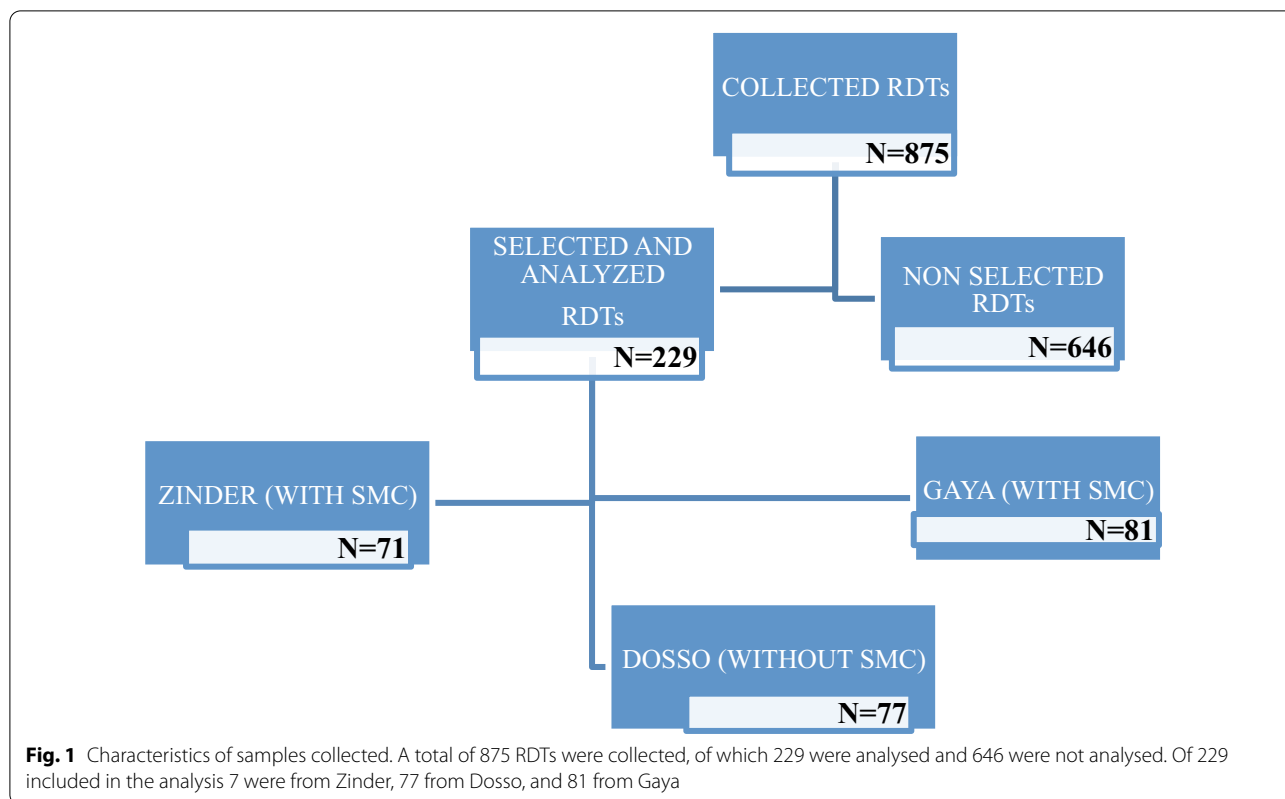 COLLECTED RDTs
N=875
SELECTED AND
ANALYZED
RDTs
N=229
NON SELECTED
RDTs
N=646
ZINDER (WITH SMC)
N=71
GAYA (WITH SMC)
N=81
DOSSO (WITHOUT SMC)
N=77
Fig. 1 Characteristics of samples collected. A total of 875 RDTs were collected, of which 229 were analysed and 646 were not analysed. Of 229
included in the analysis 7 were from Zinder, 77 from Dosso, and 81 from Gaya